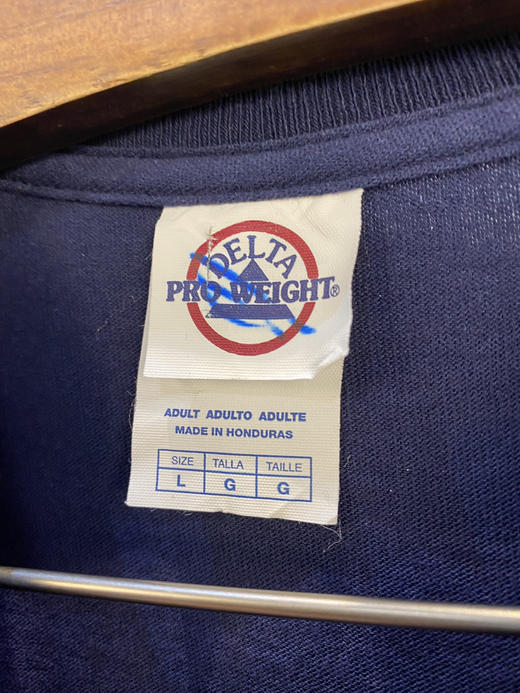 DELTA
PRO WEIGHT®
ADULT ADULTO ADULTE
MADE IN HONDURAS
SIZE TALLA TAILLE
L G G